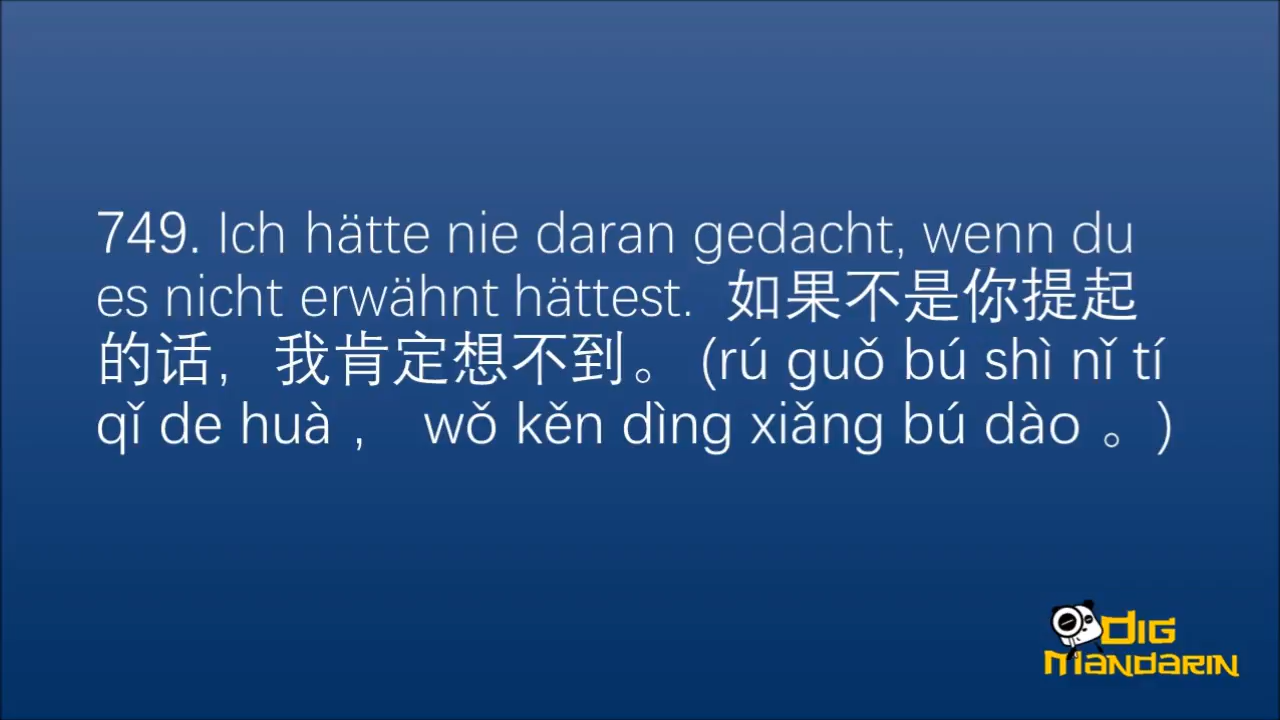 749. Ich hätte nie daran gedacht, wenn du
es nicht erwähnt hättest. 如果不是你提起
的话，我肯定想不到。(rú guǒ bú shì nǐ tí
qǐ de huà ， wǒ kěn dìng xiǎng bú dào 。)
DIG
MANDARIN